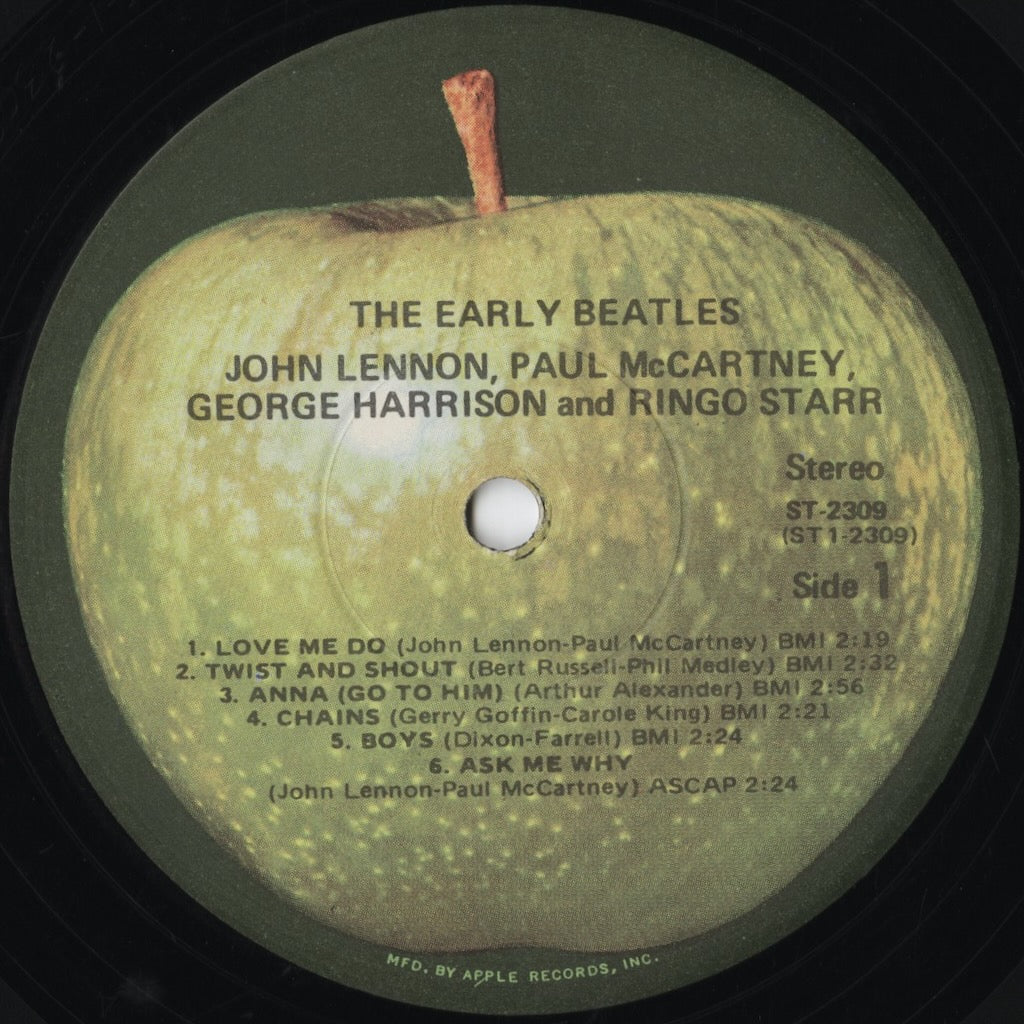 THE EARLY BEATLES
JOHN LENNON, PAUL McCARTNEY,
GEORGE HARRISON and RINGO STARR
Stereo
ST-2309
(ST 1-2309)
Side 1
1. LOVE ME DO (John Lennon-Paul McCartney) BMI 2:19
2. TWIST AND SHOUT (Bert Russell-Phil Medley) BMI 2:32
3. ANNA (GO TO HIM) (Arthur Alexander) BMI 2:56
4. CHAINS (Gerry Goffin-Carole King) BMI 2:21
5. BOYS (Dixon-Farrell) BMI 2:24
6. ASK ME WHY
(John Lennon-Paul McCartney) ASCAP 2:24
MFD. BY APPLE RECORDS, INC.